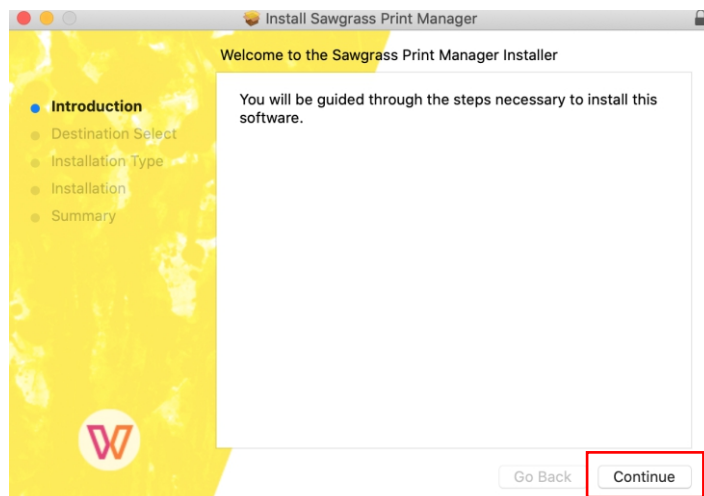 Install Sawgrass Print Manager
Welcome to the Sawgrass Print Manager Installer
Introduction
Destination Select
Installation Type
Installation
Summary
You will be guided through the steps necessary to install this
software.
Go Back
Continue